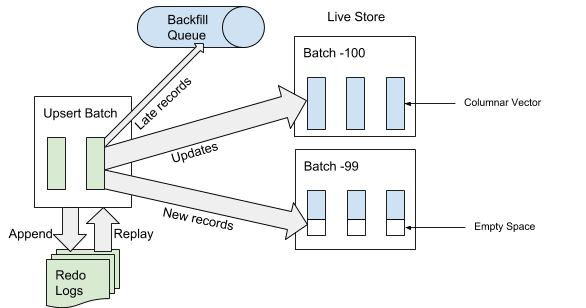 Backfill
Queue
Live Store
Batch -100
Columnar Vector
Upsert Batch
Late records
Updates
Batch -99
New records
Empty Space
Append
Replay
Redo
Logs